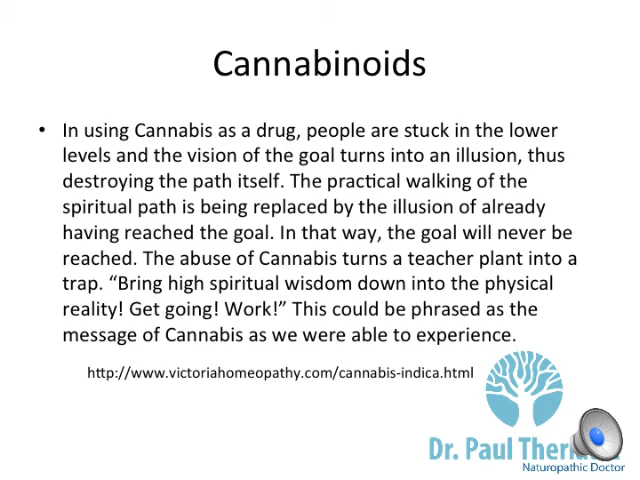 Cannabinoids
• In using Cannabis as a drug, people are stuck in the lower
levels and the vision of the goal turns into an illusion, thus
destroying the path itself. The practical walking of the
spiritual path is being replaced by the illusion of already
having reached the goal. In that way, the goal will never be
reached. The abuse of Cannabis turns a teacher plant into a
trap. “Bring high spiritual wisdom down into the physical
reality! Get going! Work!” This could be phrased as the
message of Cannabis as we were able to experience.
http://www.victoriahomeopathy.com/cannabis-indica.html
Dr. Paul
Naturopathic Doctor